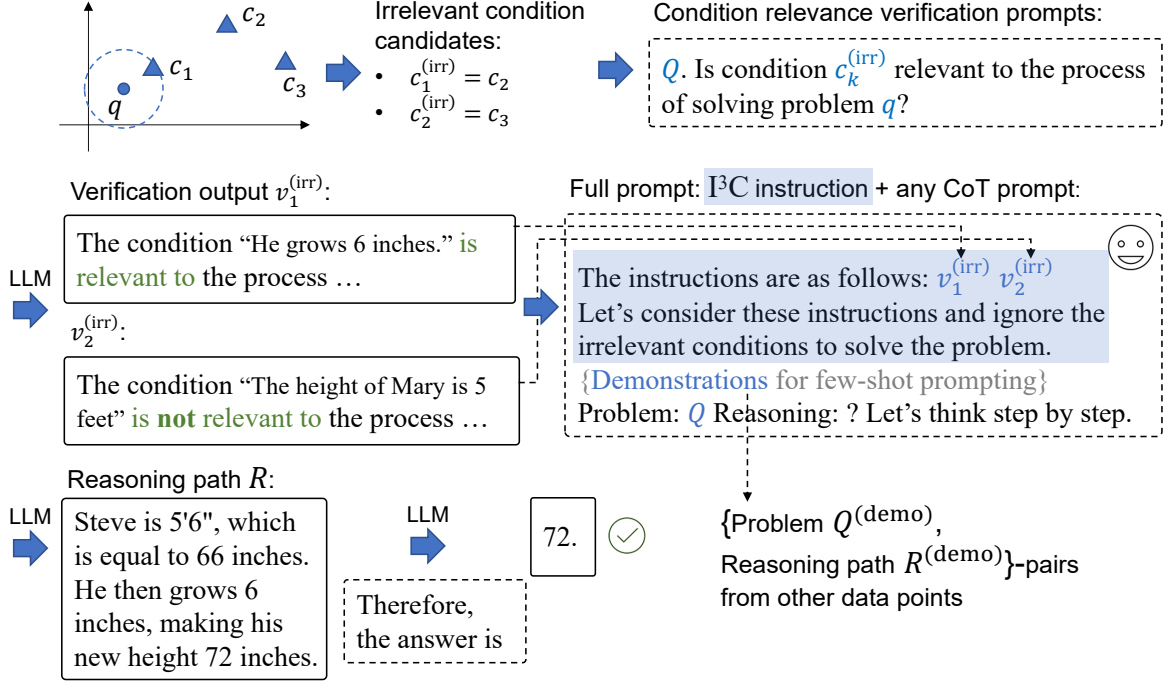 c₂
c₁
c₃
q
Irrelevant condition
candidates:
• c₁^(irr) = c₂
• c₂^(irr) = c₃
Condition relevance verification prompts:
Q. Is condition cₖ^(irr) relevant to the process
of solving problem q?
Verification output v₁^(irr):
LLM
The condition “He grows 6 inches.” is
relevant to the process …
v₂^(irr):
The condition “The height of Mary is 5
feet” is not relevant to the process …
Full prompt: I³C instruction + any CoT prompt:
The instructions are as follows: v₁^(irr) v₂^(irr)
Let’s consider these instructions and ignore the
irrelevant conditions to solve the problem.
{Demonstrations for few-shot prompting}
Problem: Q Reasoning: ? Let’s think step by step.
Reasoning path R:
LLM
Steve is 5'6", which
is equal to 66 inches.
He then grows 6
inches, making his
new height 72 inches.
LLM
Therefore,
the answer is
72.
{Problem Q^(demo),
Reasoning path R^(demo)}-pairs
from other data points